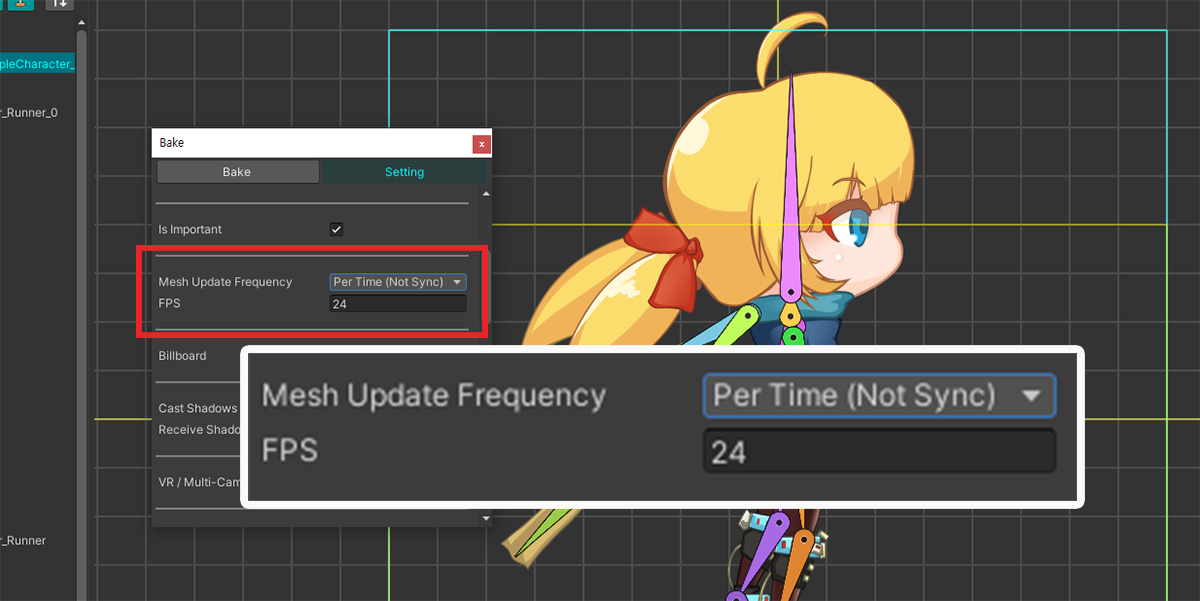 pleCharacter_
r_Runner_0
Bake
x
Bake Setting
Is Important
Mesh Update Frequency Per Time (Not Sync)
FPS 24
Billboard
Cast Shadows
Receive Shado
VR / Multi-Cam
Mesh Update Frequency Per Time (Not Sync)
FPS 24
r_Runner